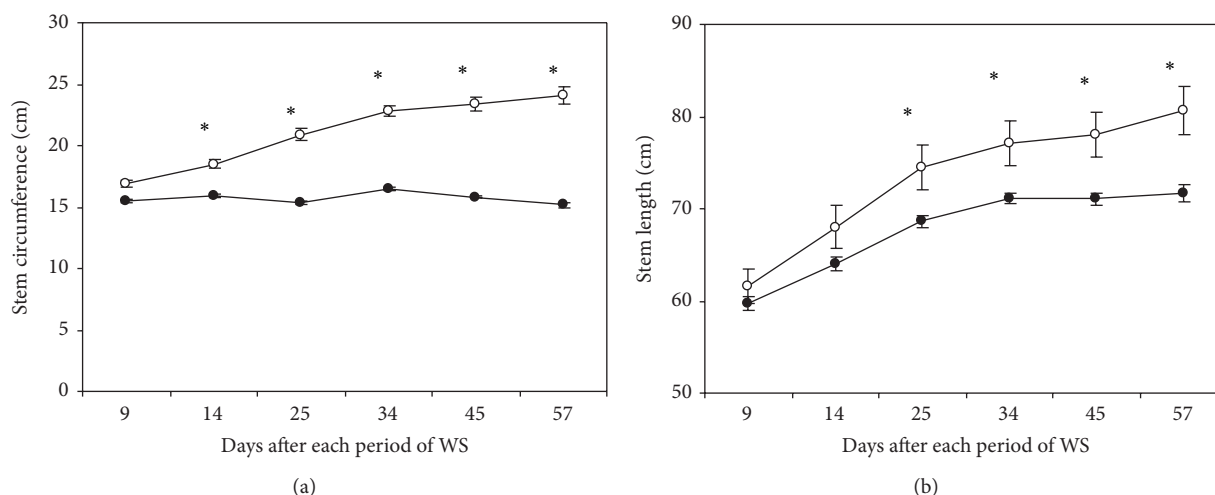 30
25
20
15
10
5
0
Stem circumference (cm)
* * * * *
9 14 25 34 45 57
Days after each period of WS
(a)
90
80
70
60
50
Stem length (cm)
* * * *
9 14 25 34 45 57
Days after each period of WS
(b)